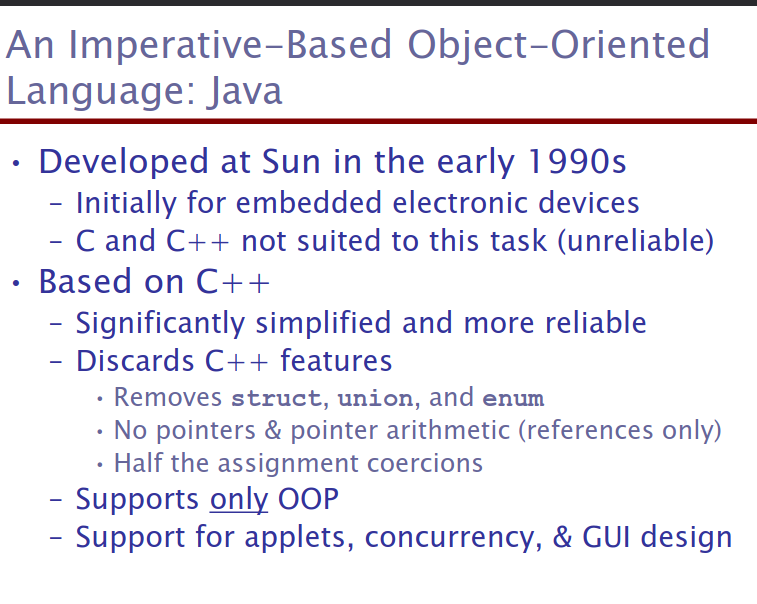 An Imperative-Based Object-Oriented
Language: Java
• Developed at Sun in the early 1990s
– Initially for embedded electronic devices
– C and C++ not suited to this task (unreliable)
• Based on C++
– Significantly simplified and more reliable
– Discards C++ features
• Removes struct, union, and enum
• No pointers & pointer arithmetic (references only)
• Half the assignment coercions
– Supports only OOP
– Support for applets, concurrency, & GUI design